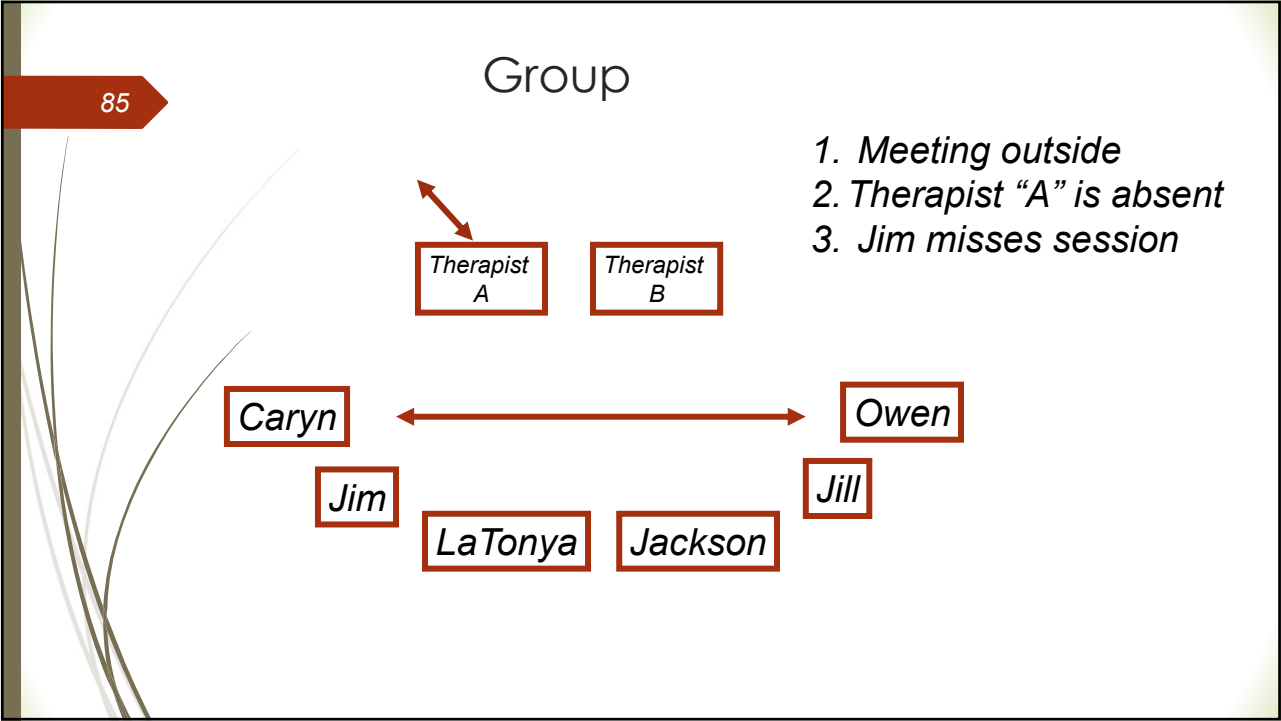 Group
85
1. Meeting outside
2. Therapist “A” is absent
3. Jim misses session
Therapist
A
Therapist
B
Caryn
Owen
Jim
Jill
LaTonya
Jackson